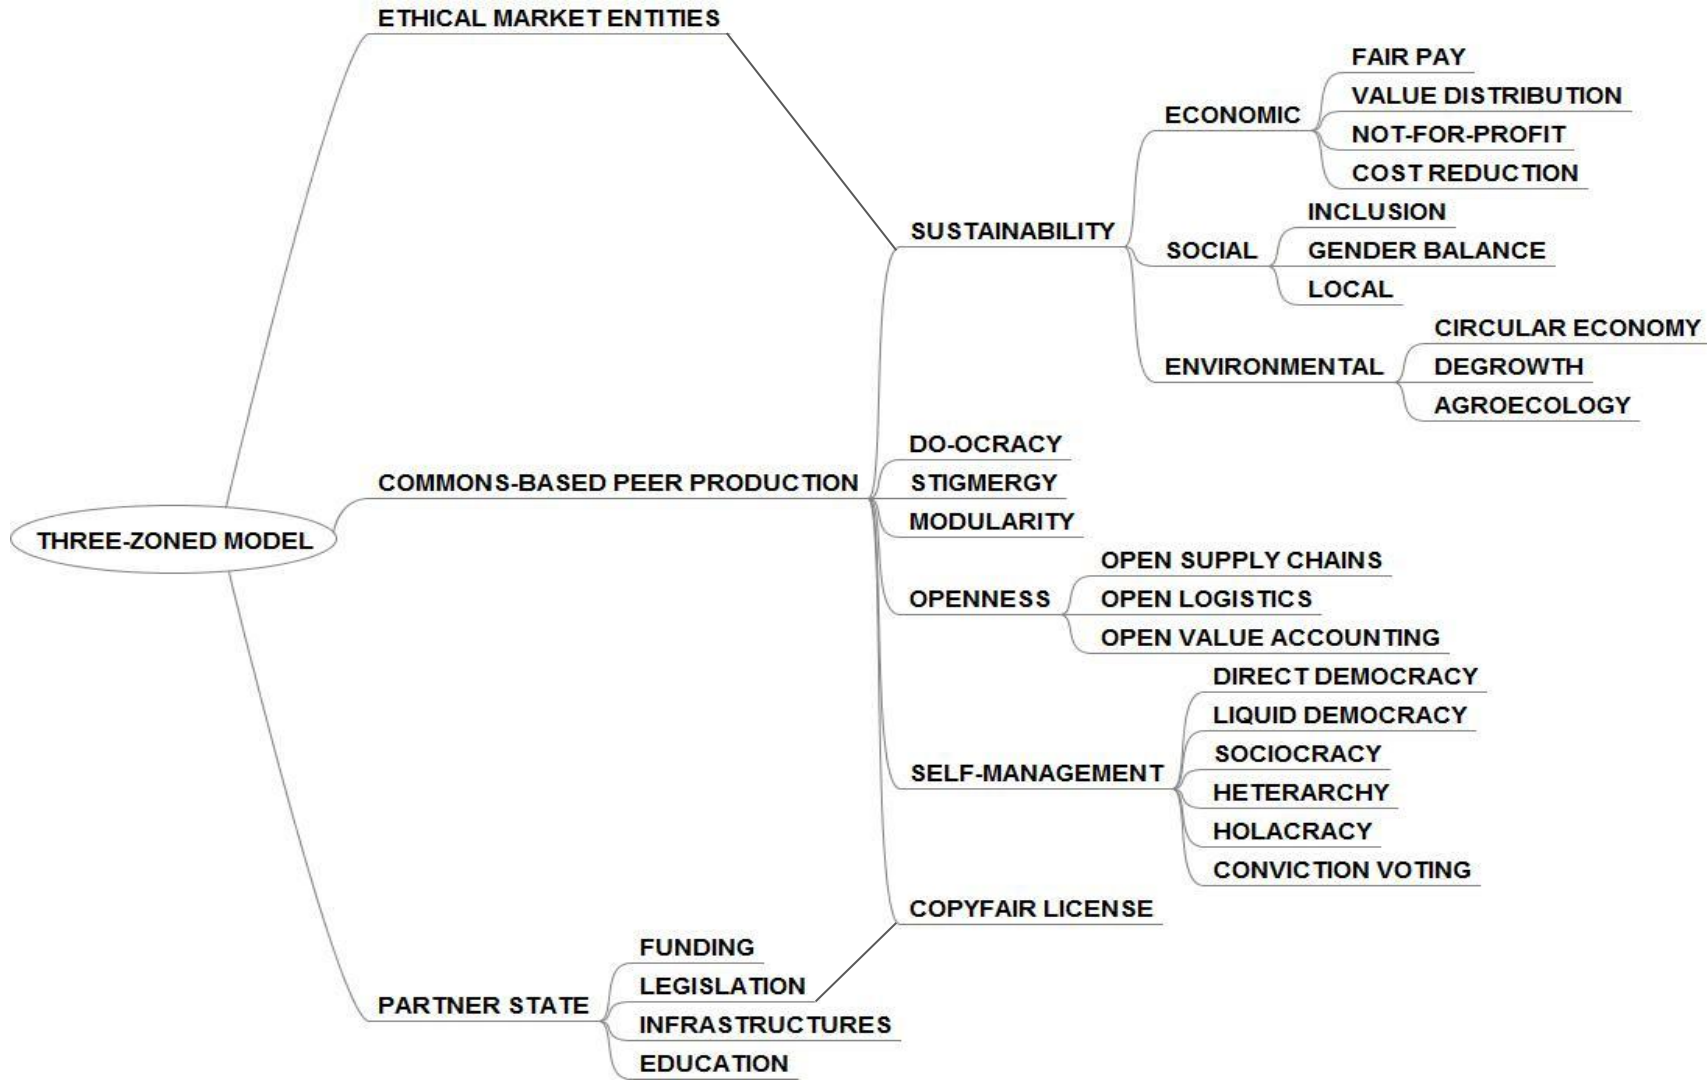 ETHICAL MARKET ENTITIES
FAIR PAY
VALUE DISTRIBUTION
ECONOMIC
NOT-FOR-PROFIT
COST REDUCTION
INCLUSION
SUSTAINABILITY
SOCIAL
GENDER BALANCE
LOCAL
CIRCULAR ECONOMY
ENVIRONMENTAL
DEGROWTH
AGROECOLOGY
DO-OCRACY
COMMONS-BASED PEER PRODUCTION
STIGMERGY
MODULARITY
THREE-ZONED MODEL
OPEN SUPPLY CHAINS
OPENNESS
OPEN LOGISTICS
OPEN VALUE ACCOUNTING
DIRECT DEMOCRACY
LIQUID DEMOCRACY
SOCIOCRACY
SELF-MANAGEMENT
HETERARCHY
HOLACRACY
CONVICTION VOTING
COPYFAIR LICENSE
FUNDING
LEGISLATION
PARTNER STATE
INFRASTRUCTURES
EDUCATION